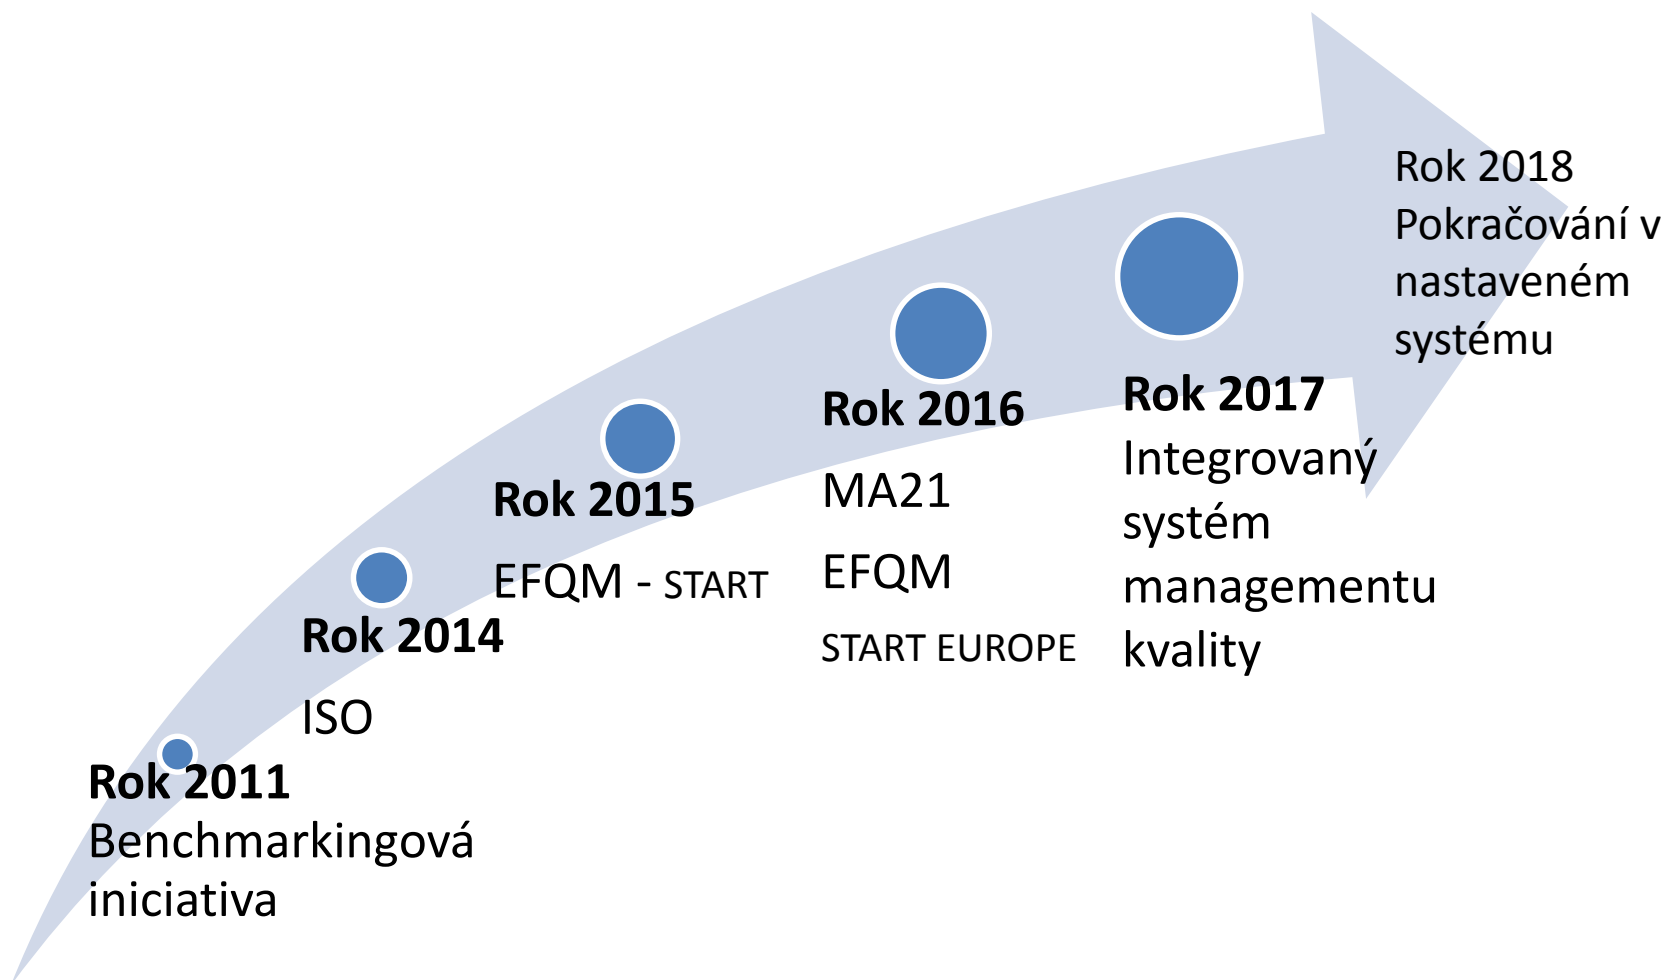 Rok 2011
Benchmarkingová
iniciativa
Rok 2014
ISO
Rok 2015
EFQM - START
Rok 2016
MA21
EFQM
START EUROPE
Rok 2017
Integrovaný
systém
managementu
kvality
Rok 2018
Pokračování v
nastaveném
systému